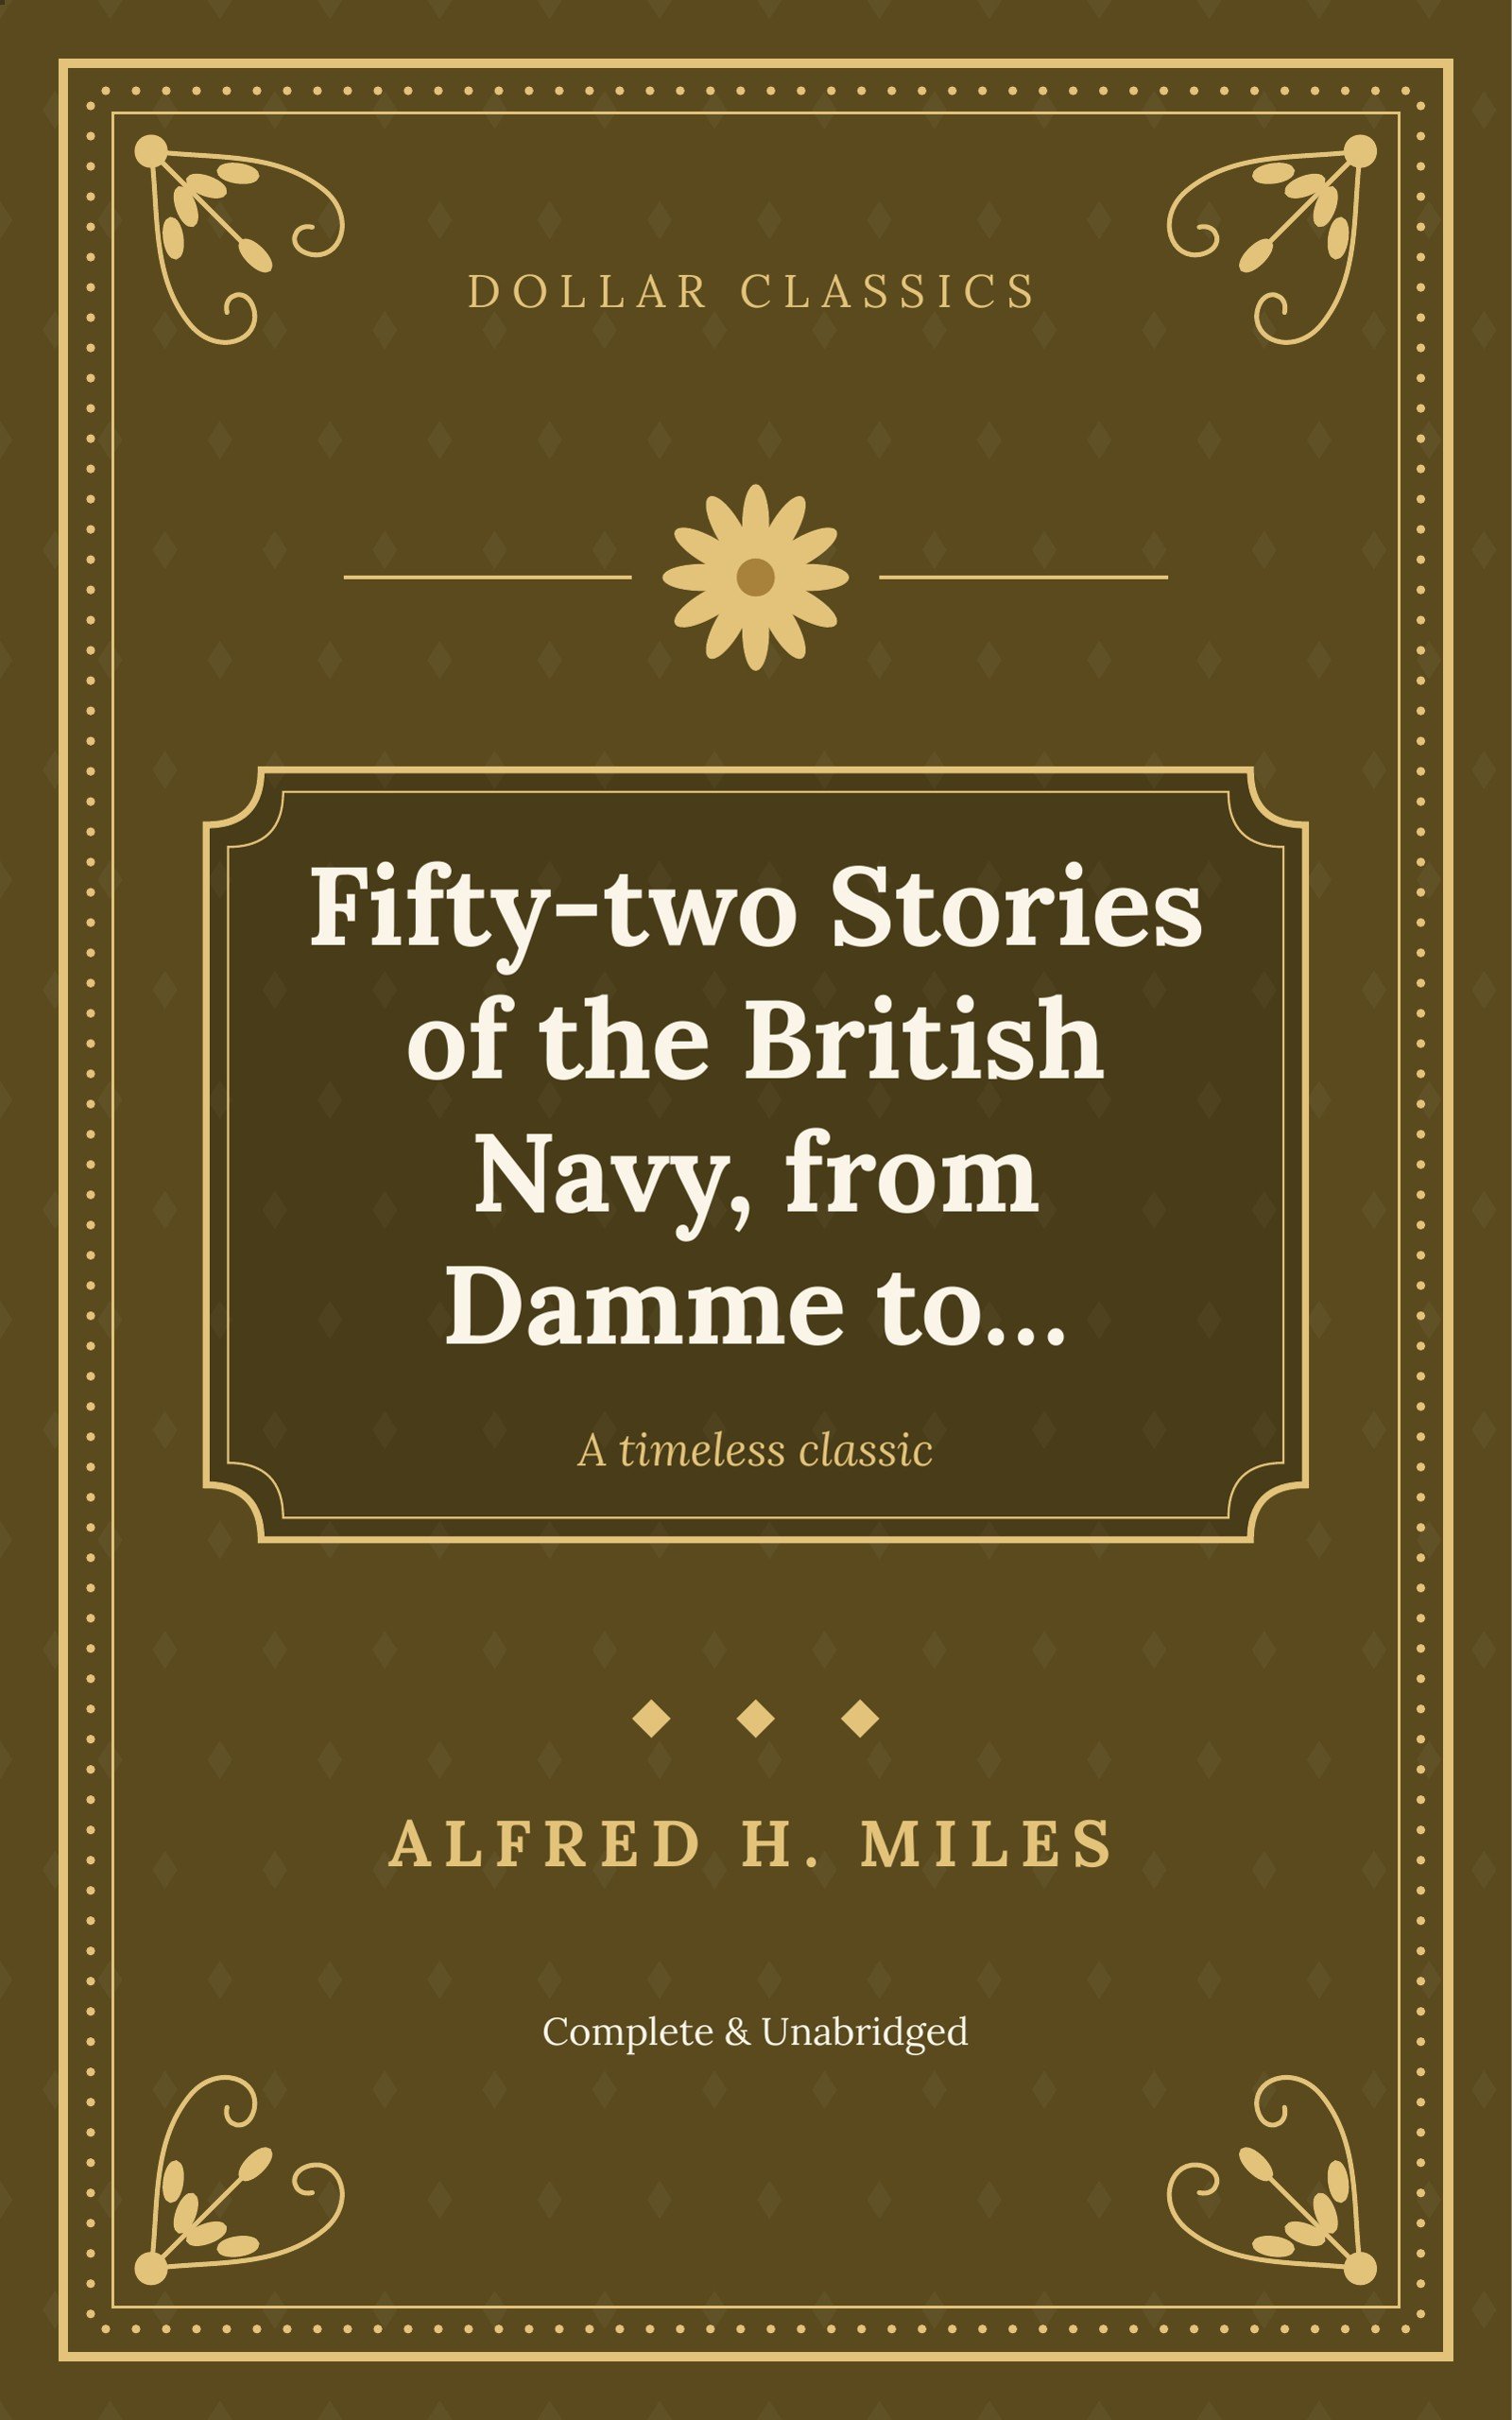 DOLLAR CLASSICS
Fifty-two Stories
of the British
Navy, from
Damme to...
A timeless classic
ALFRED H. MILES
Complete & Unabridged